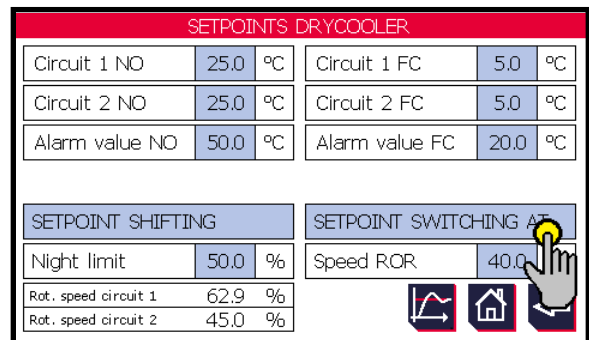 SETPOINTS DRYCOOLER
Circuit 1 NO 25.0 ºC Circuit 1 FC 5.0 ºC
Circuit 2 NO 25.0 ºC Circuit 2 FC 5.0 ºC
Alarm value NO 50.0 ºC Alarm value FC 20.0 ºC
SETPOINT SHIFTING SETPOINT SWITCHING
Night limit 50.0 % Speed ROR 40.0
Rot. speed circuit 1 62.9 %
Rot. speed circuit 2 45.0 %